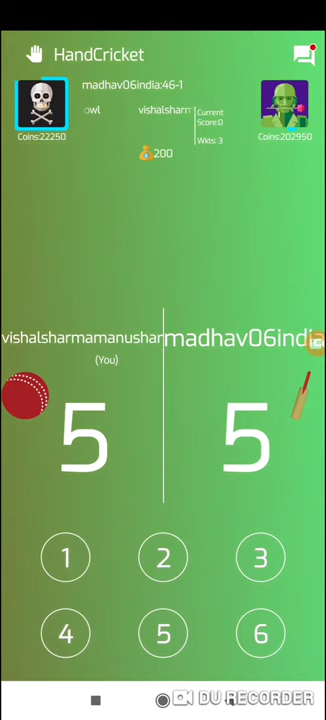 HandCricket
madhav06india:46-1
owl vishalsharm
Current
Score:0
Wkts: 3
Coins:22250
Coins:202950
200
vishalsharmamanushar
(You)
madhav06india
5 5
1 2 3
4 5 6
DU RECORDER